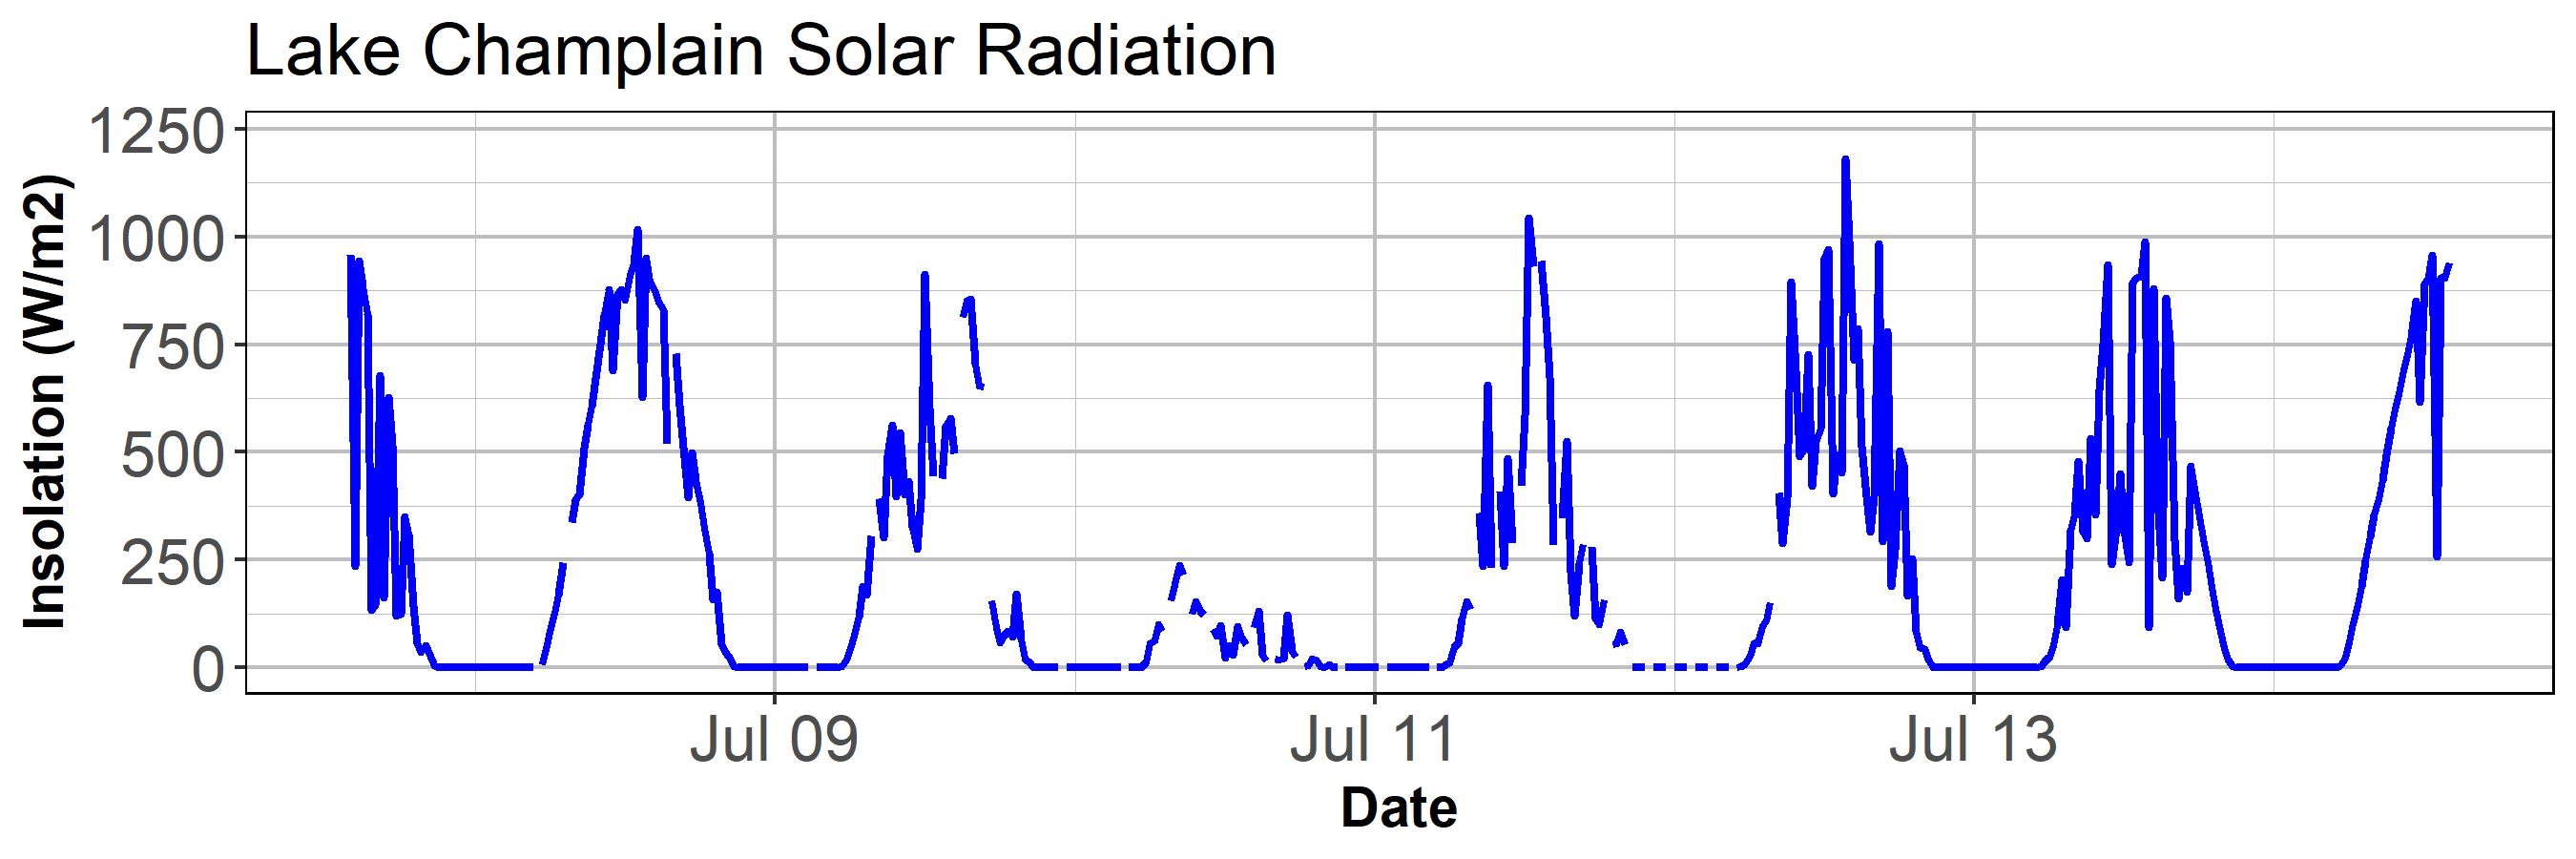 Lake Champlain Solar Radiation
Insolation (W/m2)
1250
1000
750
500
250
0
Jul 09
Jul 11
Jul 13
Date